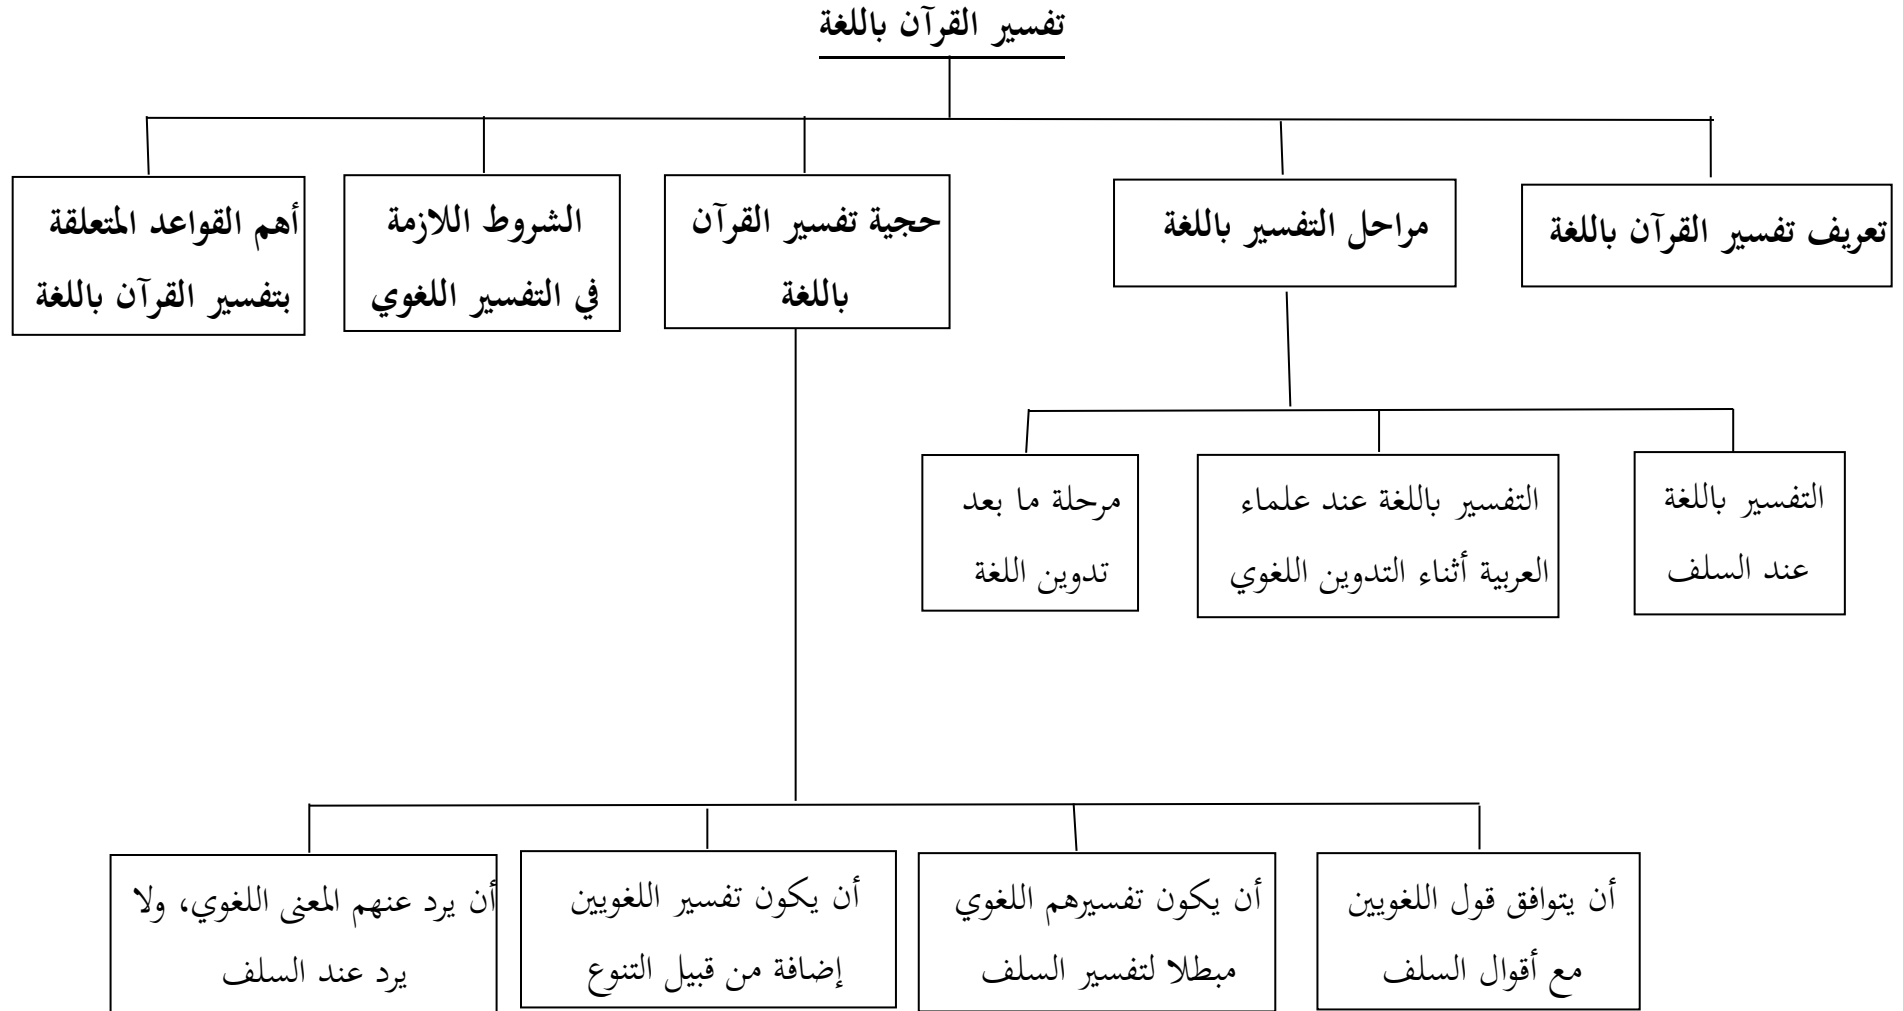 تفسير القرآن باللغة
تعريف تفسير القرآن باللغة
مراحل التفسير باللغة
حجية تفسير القرآن
باللغة
الشروط اللازمة
في التفسير اللغوي
أهم القواعد المتعلقة
بتفسير القرآن باللغة
التفسير باللغة
عند السلف
التفسير باللغة عند علماء
العربية أثناء التدوين اللغوي
مرحلة ما بعد
تدوين اللغة
أن يتوافق قول اللغويين
مع أقوال السلف
أن يكون تفسيرهم اللغوي
مبطلا لتفسير السلف
أن يكون تفسير اللغويين
إضافة من قبيل التنوع
أن يرد عنهم المعنى اللغوي، ولا
يرد عند السلف